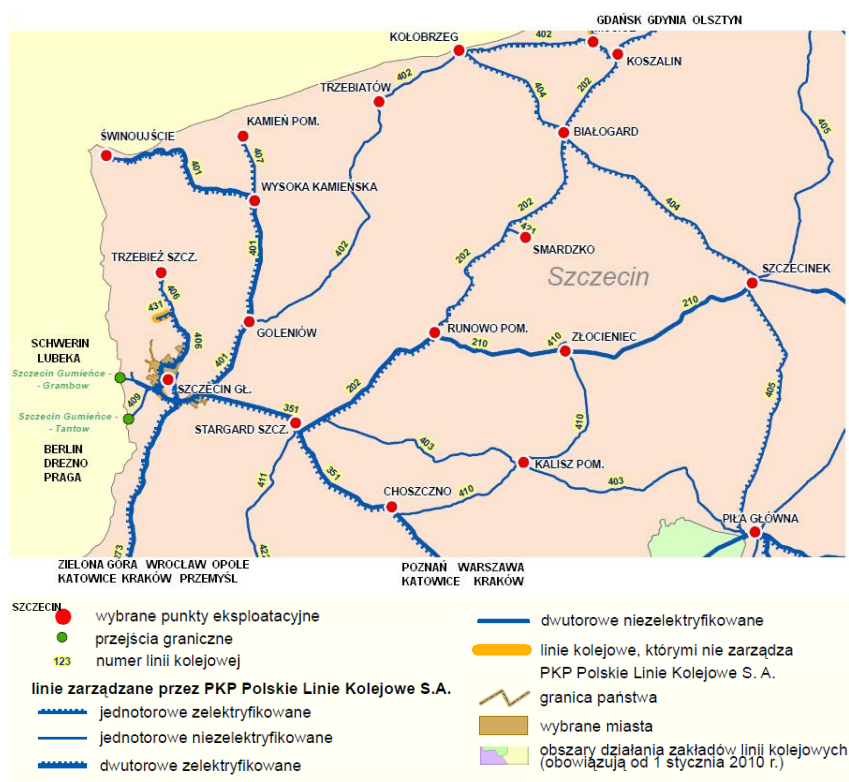 GDAŃSK GDYNIA OLSZTYN
KOŁOBRZEG
402
KOSZALIN
TRZEBIATÓW
402
404
202
KAMIEŃ POM.
ŚWINOUJŚCIE
BIAŁOGARD
405
407
401
WYSOKA KAMIEŃSKA
202
404
421
SMARDZKO
401
402
202
TRZEBIEŻ SZCZ.
Szczecin
SZCZECINEK
406
431
210
GOLENIÓW
RUNOWO POM.
ZŁOCIENIEC
410
210
406
SCHWERIN
LUBEKA
401
Szczecin Gumieńce -
- Grambow
SZCZECIN GŁ.
202
405
409
351
Szczecin Gumieńce -
- Tantow
STARGARD SZCZ.
410
403
BERLIN
DREZNO
PRAGA
KALISZ POM.
411
351
403
CHOSZCZNO
410
PIŁA GŁÓWNA
273
422
ZIELONA GÓRA WROCŁAW OPOLE
KATOWICE KRAKÓW PRZEMYŚL
POZNAŃ WARSZAWA
KATOWICE KRAKÓW
SZCZECIN
wybrane punkty eksploatacyjne
przejścia graniczne
123 numer linii kolejowej
linie zarządzane przez PKP Polskie Linie Kolejowe S.A.
jednotorowe zelektryfikowane
jednotorowe niezelektryfikowane
dwutorowe zelektryfikowane
dwutorowe niezelektryfikowane
linie kolejowe, którymi nie zarządza
PKP Polskie Linie Kolejowe S. A.
granica państwa
wybrane miasta
obszary działania zakładów linii kolejowych
(obowiązują od 1 stycznia 2010 r.)